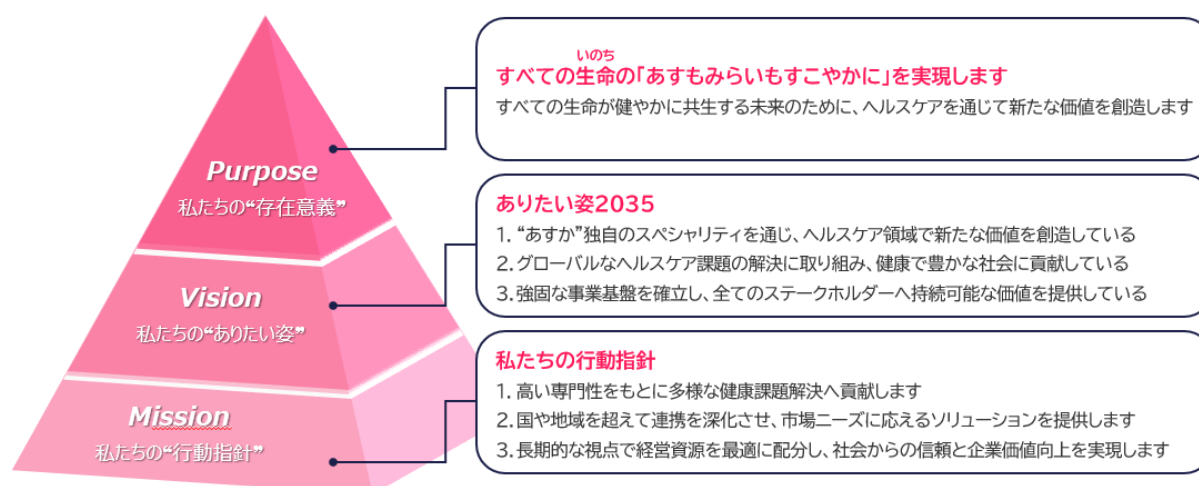 Purpose
私たちの“存在意義”
Vision
私たちの“ありたい姿”
Mission
私たちの“行動指針”
いのち
すべての生命の「あすもみらいもすこやかに」を実現します
すべての生命が健やかに共生する未来のために、ヘルスケアを通じて新たな価値を創造します
ありたい姿2035
1. “あすか”独自のスペシャリティを通じ、ヘルスケア領域で新たな価値を創造している
2. グローバルなヘルスケア課題の解決に取り組み、健康で豊かな社会に貢献している
3. 強固な事業基盤を確立し、全てのステークホルダーへ持続可能な価値を提供している
私たちの行動指針
1. 高い専門性をもとに多様な健康課題解決へ貢献します
2. 国や地域を超えて連携を深化させ、市場ニーズに応えるソリューションを提供します
3. 長期的な視点で経営資源を最適に配分し、社会からの信頼と企業価値向上を実現します